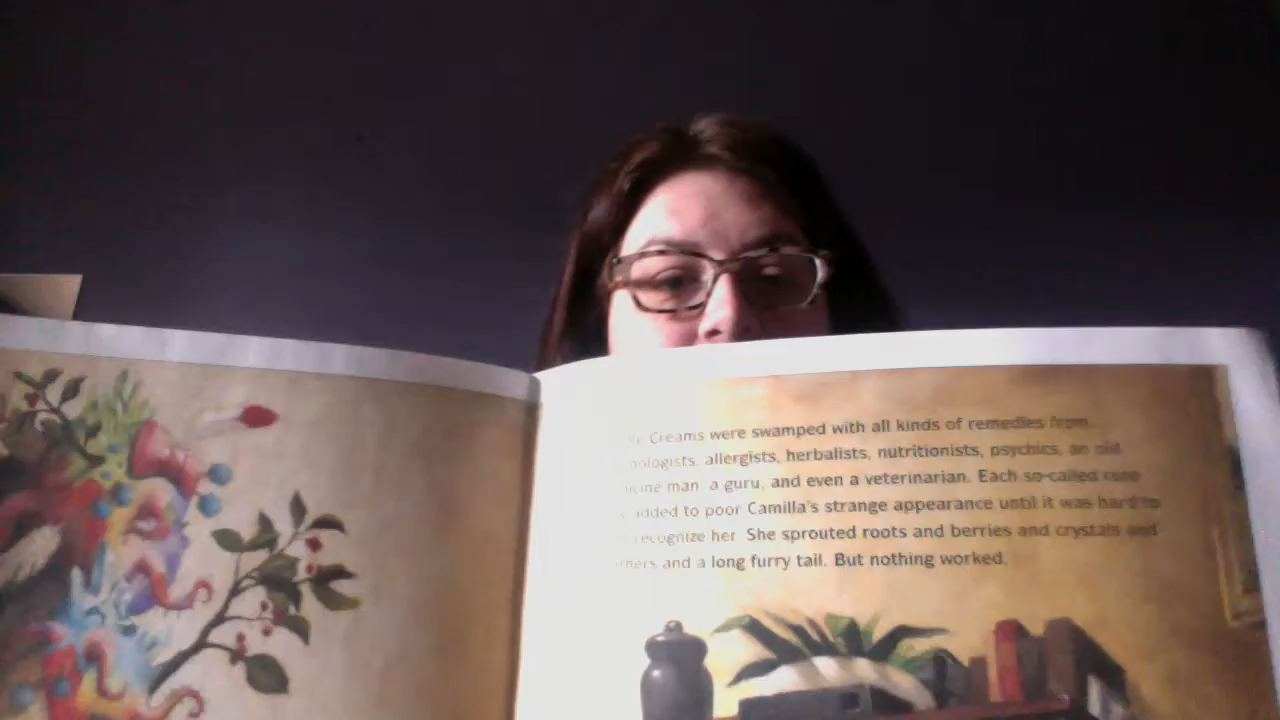 Creams were swamped with all kinds of remedies from
allergists, herbalists, nutritionists, psychics, an old
man, a guru, and even a veterinarian. Each so-called cure
added to poor Camilla's strange appearance until it was hard to
recognize her. She sprouted roots and berries and crystals and
and a long furry tail. But nothing worked.